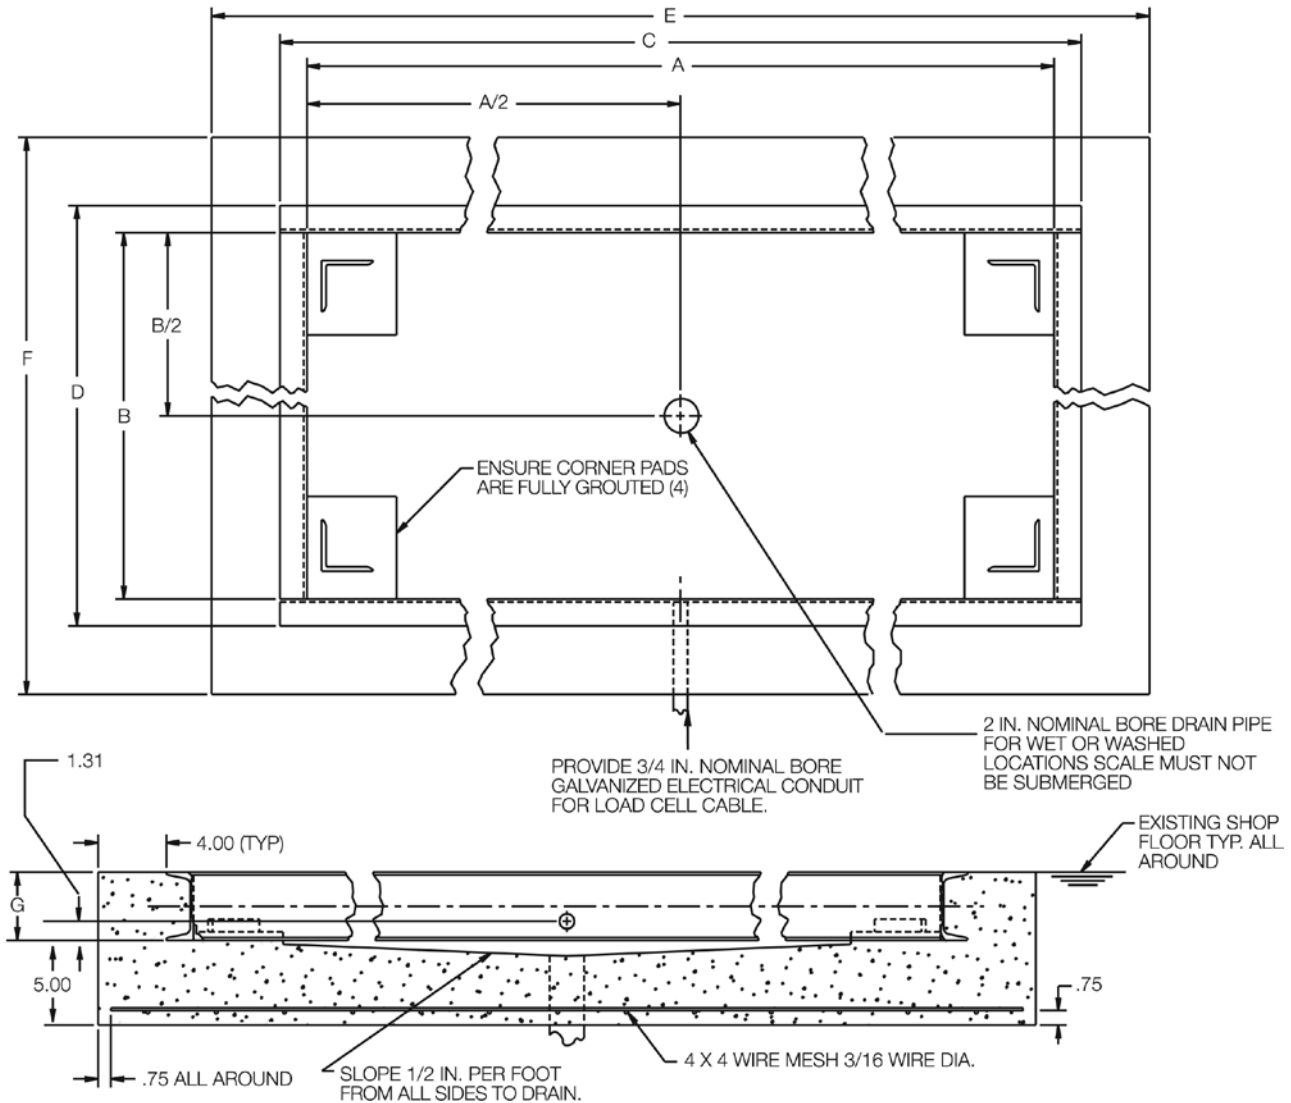 E
C
A
A/2
B/2
F
D
B
ENSURE CORNER PADS
ARE FULLY GROUTED (4)
2 IN. NOMINAL BORE DRAIN PIPE
FOR WET OR WASHED
LOCATIONS SCALE MUST NOT
BE SUBMERGED
PROVIDE 3/4 IN. NOMINAL BORE
GALVANIZED ELECTRICAL CONDUIT
FOR LOAD CELL CABLE.
1.31
4.00 (TYP)
EXISTING SHOP
FLOOR TYP. ALL
AROUND
G
5.00
.75
.75 ALL AROUND
SLOPE 1/2 IN. PER FOOT
FROM ALL SIDES TO DRAIN.
4 X 4 WIRE MESH 3/16 WIRE DIA.